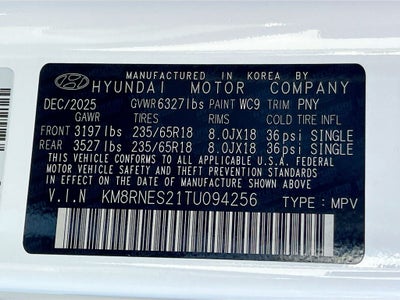 MANUFACTURED IN KOREA BY
HYUNDAI MOTOR COMPANY
DEC/2025 GVWR 6327lbs PAINT WC9 TRIM PNY
GAWR TIRES RIMS COLD TIRE INFL
FRONT 3197lbs 235/65R18 8.0JX18 36psi SINGLE
REAR 3527lbs 235/65R18 8.0JX18 36psi SINGLE
THIS VEHICLE CONFORMS TO ALL APPLICABLE U.S.A. FEDERAL
MOTOR VEHICLE SAFETY STANDARDS IN EFFECT ON
THE DATE OF MANUFACTURE SHOWN ABOVE.
V.I.N KM8RNES21TU094256 TYPE: MPV